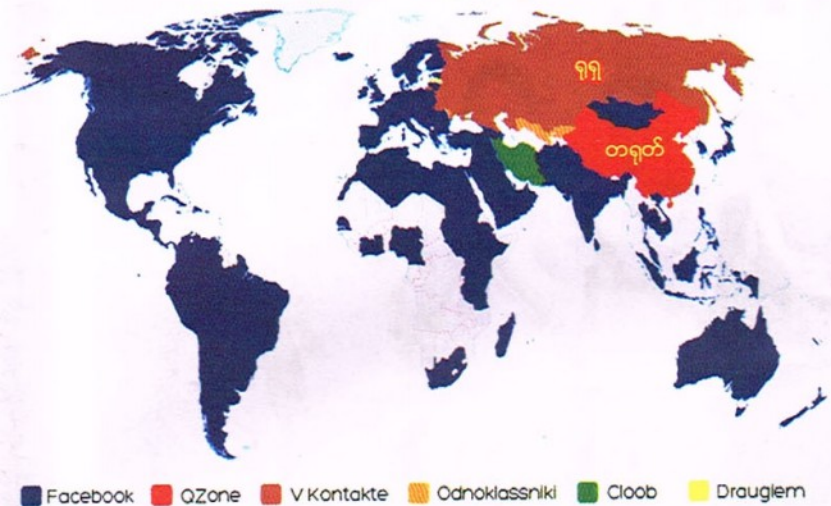 ရုရှ
တရုတ်
Facebook QZone V Kontakte Odnoklassniki Cloob Draugiem